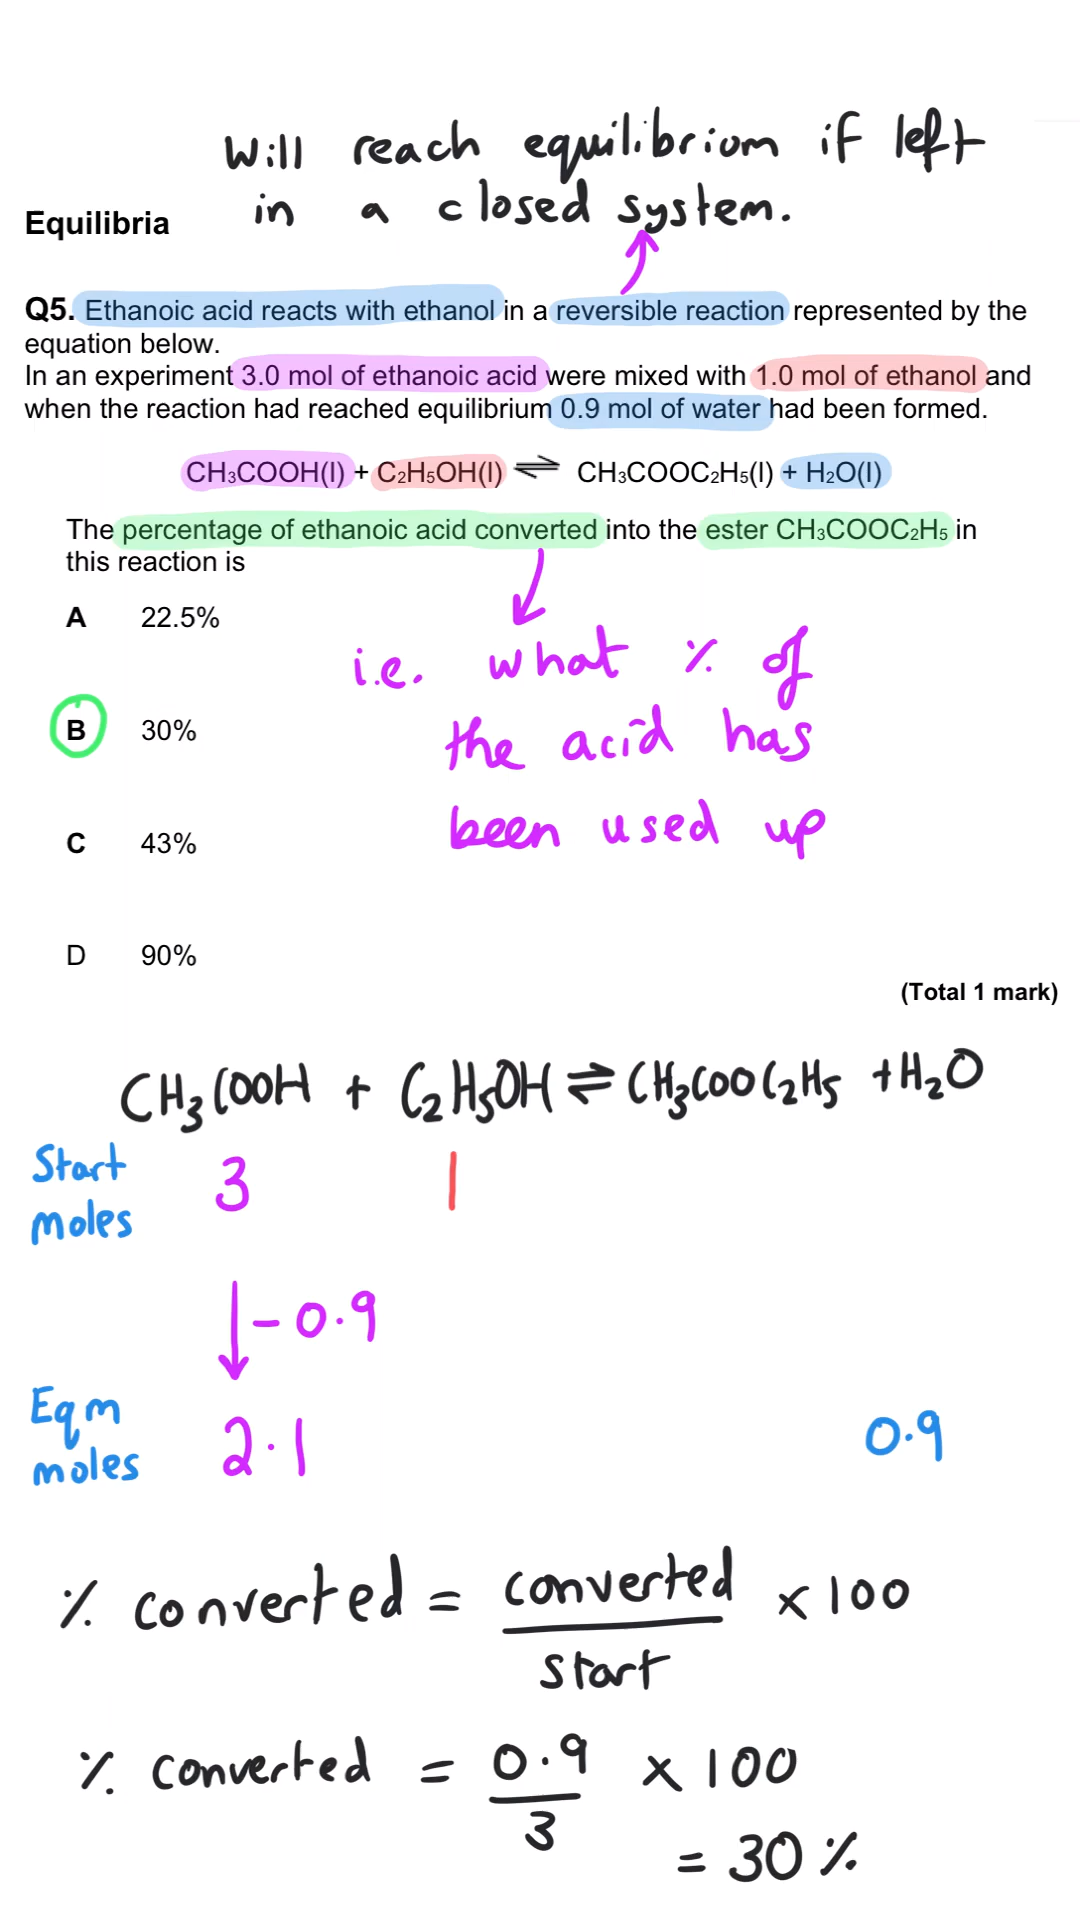 Will reach equilibriom if left
in a closed system.
Equilibria
Q5. Ethanoic acid reacts with ethanol in a reversible reaction represented by the
equation below.
In an experiment 3.0 mol of ethanoic acid were mixed with 1.0 mol of ethanol and
when the reaction had reached equilibrium 0.9 mol of water had been formed.
CH₃COOH(l) + C₂H₅OH(l) ⇌ CH₃COOC₂H₅(l) + H₂O(l)
The percentage of ethanoic acid converted into the ester CH₃COOC₂H₅ in
this reaction is
A 22.5%
i.e. what % of
B 30%
the acid has
been used up
C 43%
D 90%
(Total 1 mark)
CH₃COOH + C₂H₅OH ⇌ CH₃COOC₂H₅ + H₂O
Start 3 1
moles
- 0.9
Eqm 2.1 0.9
moles
% converted = converted / start × 100
% converted = 0.9 / 3 × 100
= 30 %